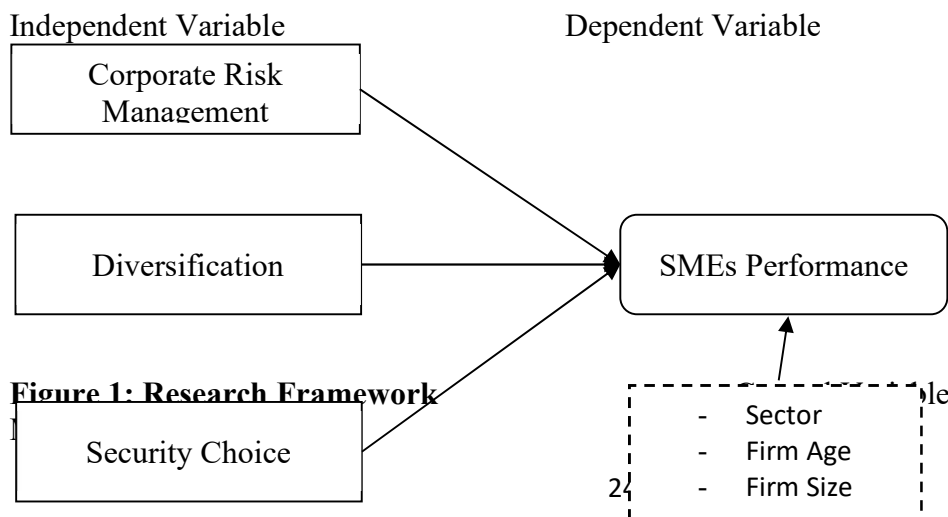 Independent Variable
Dependent Variable
Corporate Risk
Management
Diversification
SMEs Performance
Figure 1: Research Framework
Security Choice
- Sector
- Firm Age
- Firm Size